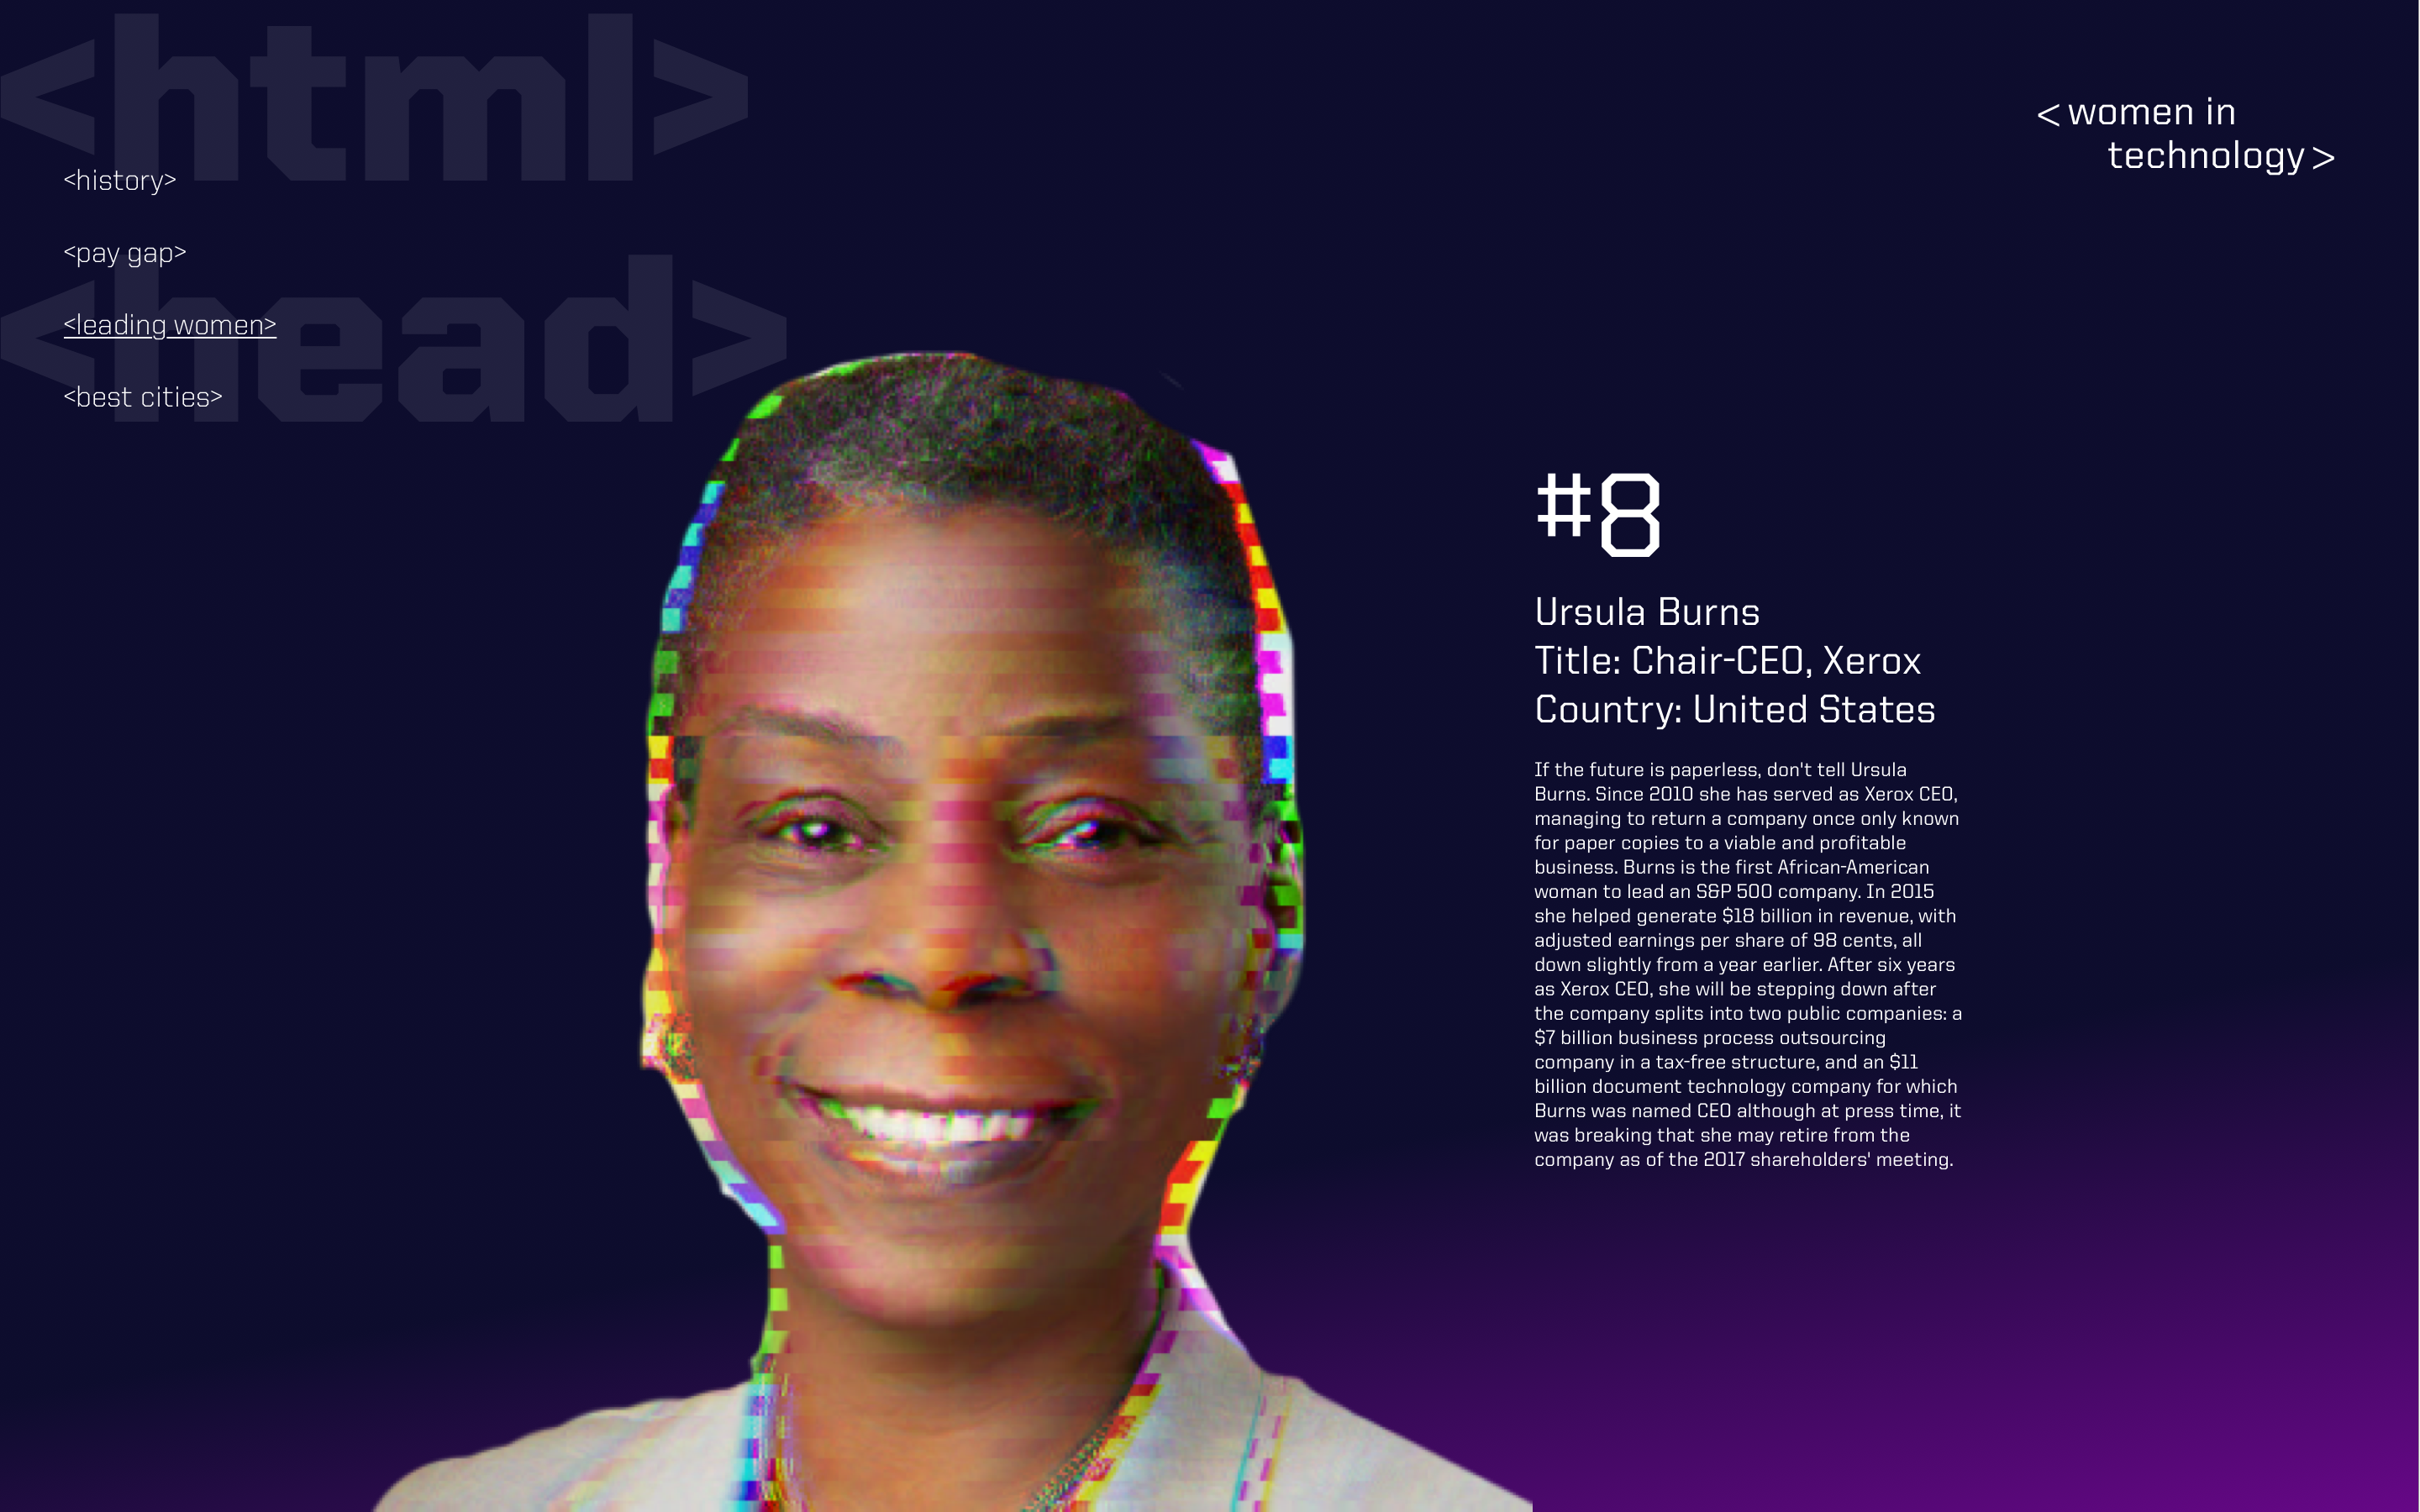 <html>
<history>
<pay gap>
<head>
<leading women>
<best cities>
< women in
technology >
#8
Ursula Burns
Title: Chair-CEO, Xerox
Country: United States
If the future is paperless, don't tell Ursula
Burns. Since 2010 she has served as Xerox CEO,
managing to return a company once only known
for paper copies to a viable and profitable
business. Burns is the first African-American
woman to lead an S&P 500 company. In 2015
she helped generate $18 billion in revenue, with
adjusted earnings per share of 98 cents, all
down slightly from a year earlier. After six years
as Xerox CEO, she will be stepping down after
the company splits into two public companies: a
$7 billion business process outsourcing
company in a tax-free structure, and an $11
billion document technology company for which
Burns was named CEO although at press time, it
was breaking that she may retire from the
company as of the 2017 shareholders' meeting.